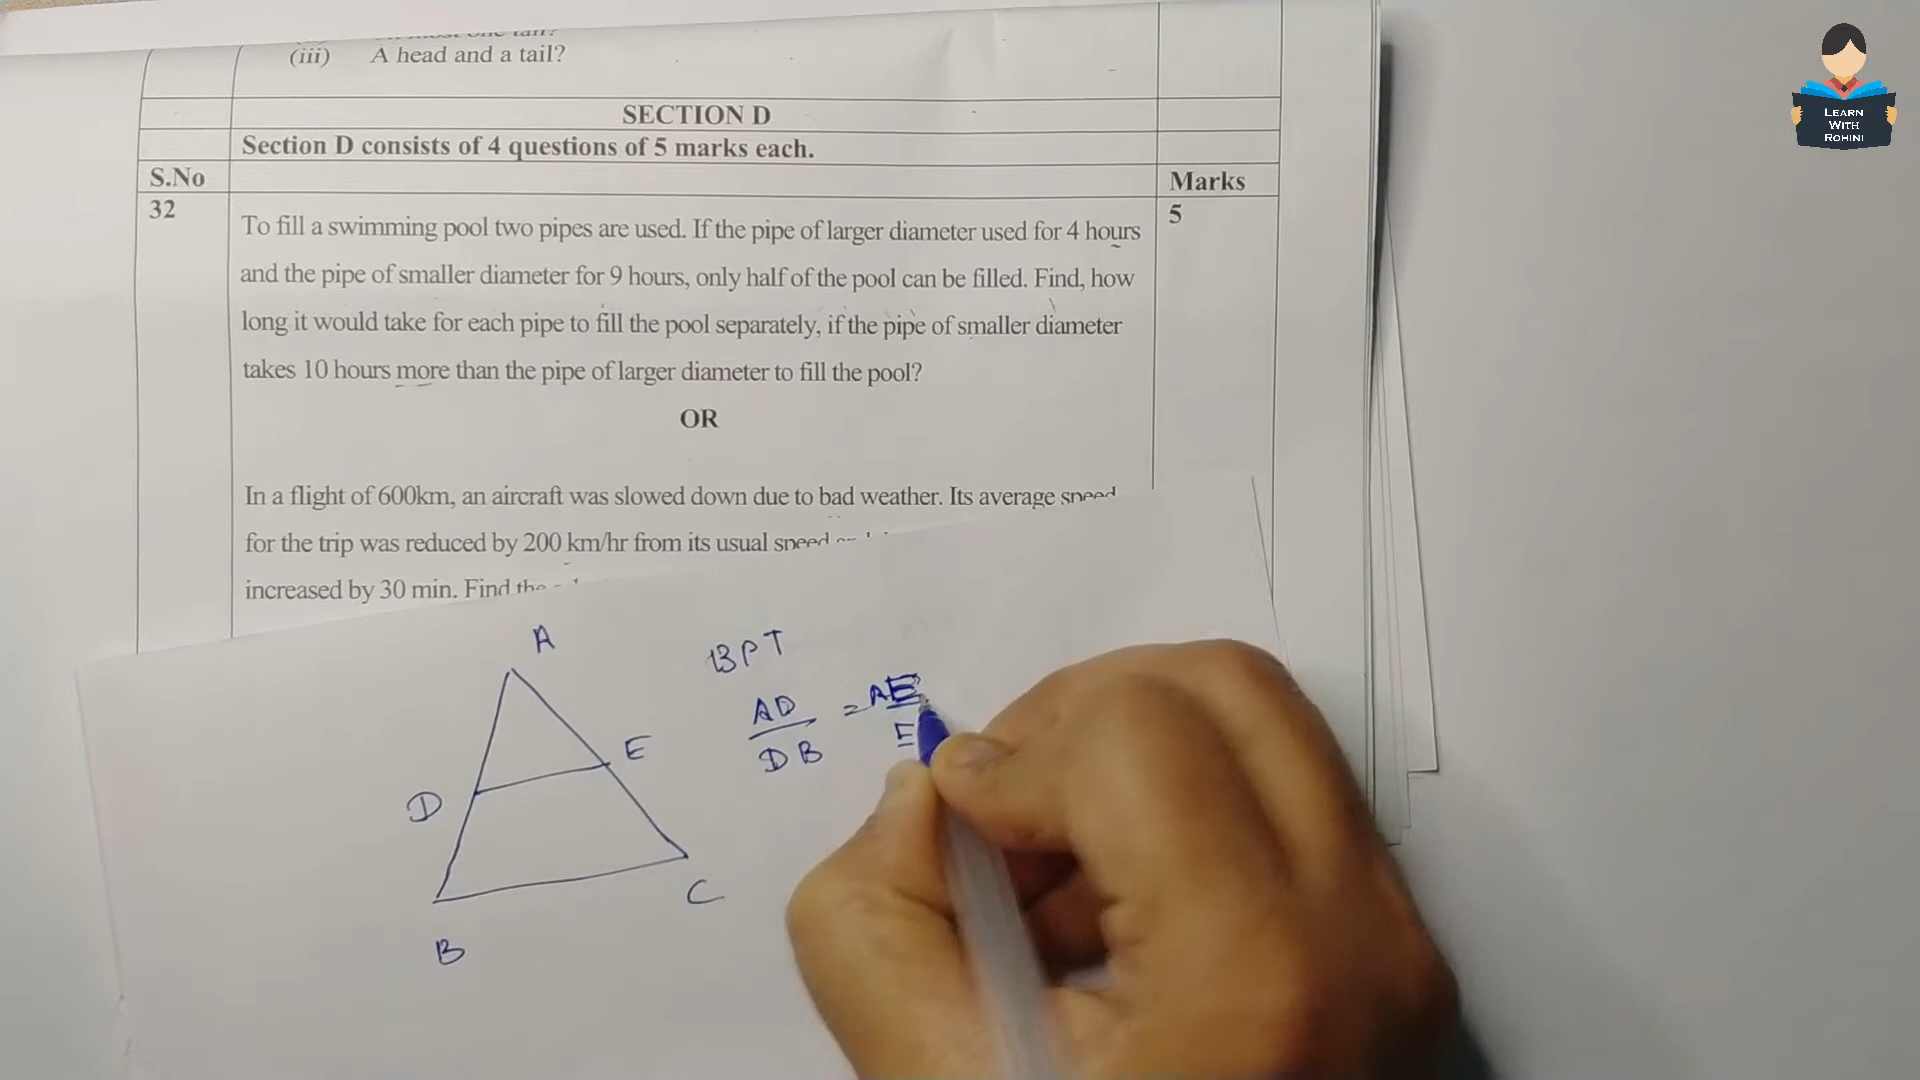 (iii) A head and a tail?
SECTION D
Section D consists of 4 questions of 5 marks each.
S.No Marks
32 5
To fill a swimming pool two pipes are used. If the pipe of larger diameter used for 4 hours
and the pipe of smaller diameter for 9 hours, only half of the pool can be filled. Find, how
long it would take for each pipe to fill the pool separately, if the pipe of smaller diameter
takes 10 hours more than the pipe of larger diameter to fill the pool?
OR
In a flight of 600km, an aircraft was slowed down due to bad weather. Its average speed
for the trip was reduced by 200 km/hr from its usual speed
increased by 30 min. Find the
A
E
D
C
B
BPT
AD = AE
DB E
LEARN
WITH
ROHINI